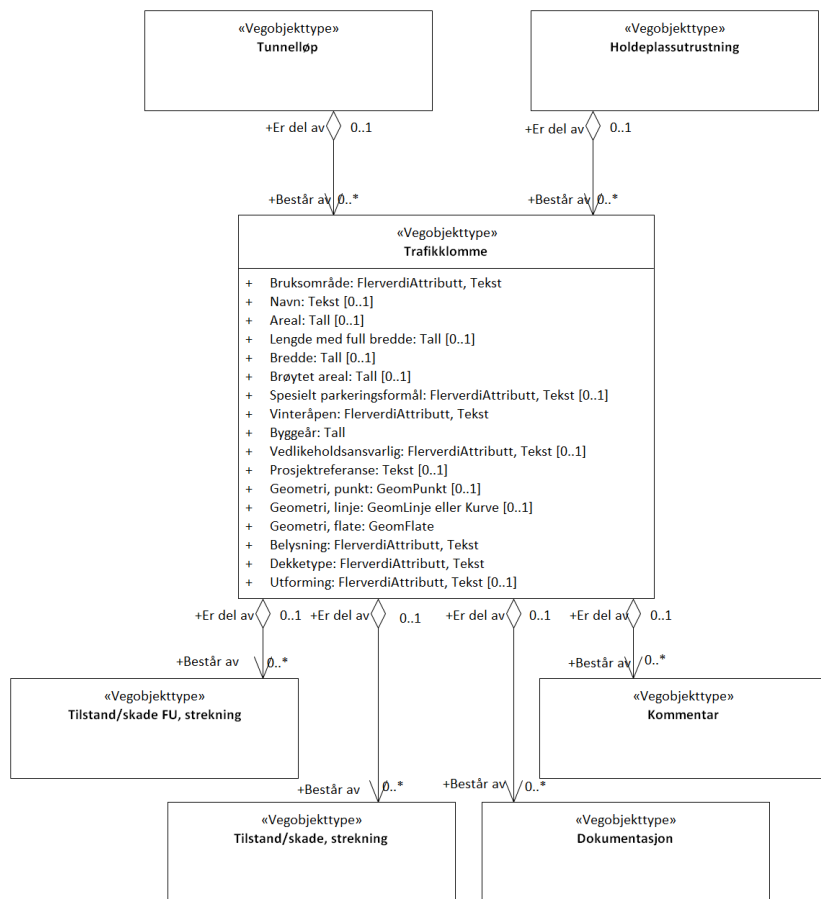 «Vegobjekttype»
Tunnelløp
«Vegobjekttype»
Holdeplassutrustning
+Er del av 0..1
+Er del av 0..1
+Består av 0..*
+Består av 0..*
«Vegobjekttype»
Trafikklomme
+ Bruksområde: FlerverdiAttributt, Tekst
+ Navn: Tekst [0..1]
+ Areal: Tall [0..1]
+ Lengde med full bredde: Tall [0..1]
+ Bredde: Tall [0..1]
+ Brøytet areal: Tall [0..1]
+ Spesielt parkeringsformål: FlerverdiAttributt, Tekst [0..1]
+ Vinteråpen: FlerverdiAttributt, Tekst
+ Byggeår: Tall
+ Vedlikeholdsansvarlig: FlerverdiAttributt, Tekst [0..1]
+ Prosjektreferanse: Tekst [0..1]
+ Geometri, punkt: GeomPunkt [0..1]
+ Geometri, linje: GeomLinje eller Kurve [0..1]
+ Geometri, flate: GeomFlate
+ Belysning: FlerverdiAttributt, Tekst
+ Dekketype: FlerverdiAttributt, Tekst
+ Utforming: FlerverdiAttributt, Tekst [0..1]
+Er del av 0..1
+Er del av 0..1
+Er del av 0..1
+Er del av 0..1
+Består av 0..*
+Består av 0..*
«Vegobjekttype»
Tilstand/skade FU, strekning
«Vegobjekttype»
Kommentar
+Består av 0..*
+Består av 0..*
«Vegobjekttype»
Tilstand/skade, strekning
«Vegobjekttype»
Dokumentasjon